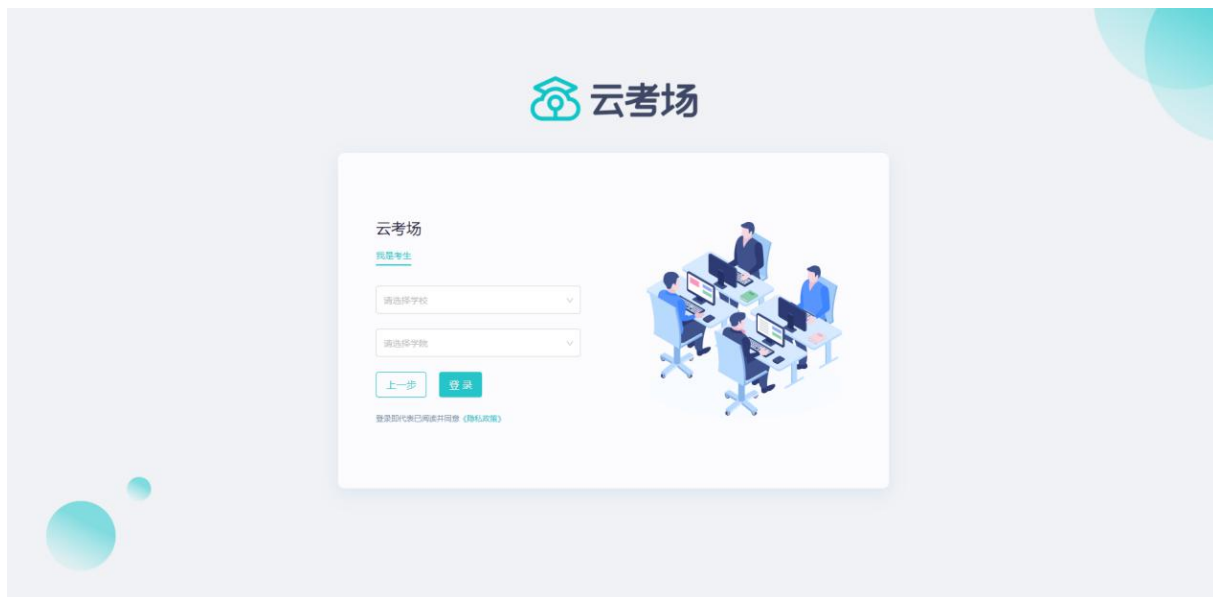 云考场
云考场
我是考生
请选择学校
请选择学院
上一步 登录
登录即代表已阅读并同意《隐私政策》